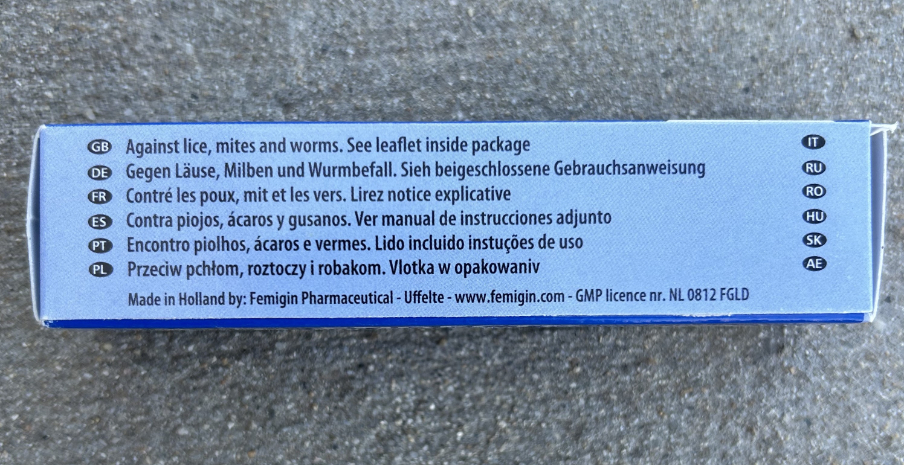 GB Against lice, mites and worms. See leaflet inside package IT
DE Gegen Läuse, Milben und Wurmbefall. Sieh beigeschlossene Gebrauchsanweisung RU
FR Contré les poux, mit et les vers. Lirez notice explicative RO
ES Contra piojos, ácaros y gusanos. Ver manual de instrucciones adjunto HU
PT Encontro piolhos, ácaros e vermes. Lido incluido instuções de uso SK
PL Przeciw pchłom, roztoczy i robakom. Vlotka w opakowaniv AE
Made in Holland by: Femigin Pharmaceutical - Uffelte - www.femigin.com - GMP licence nr. NL 0812 FGLD